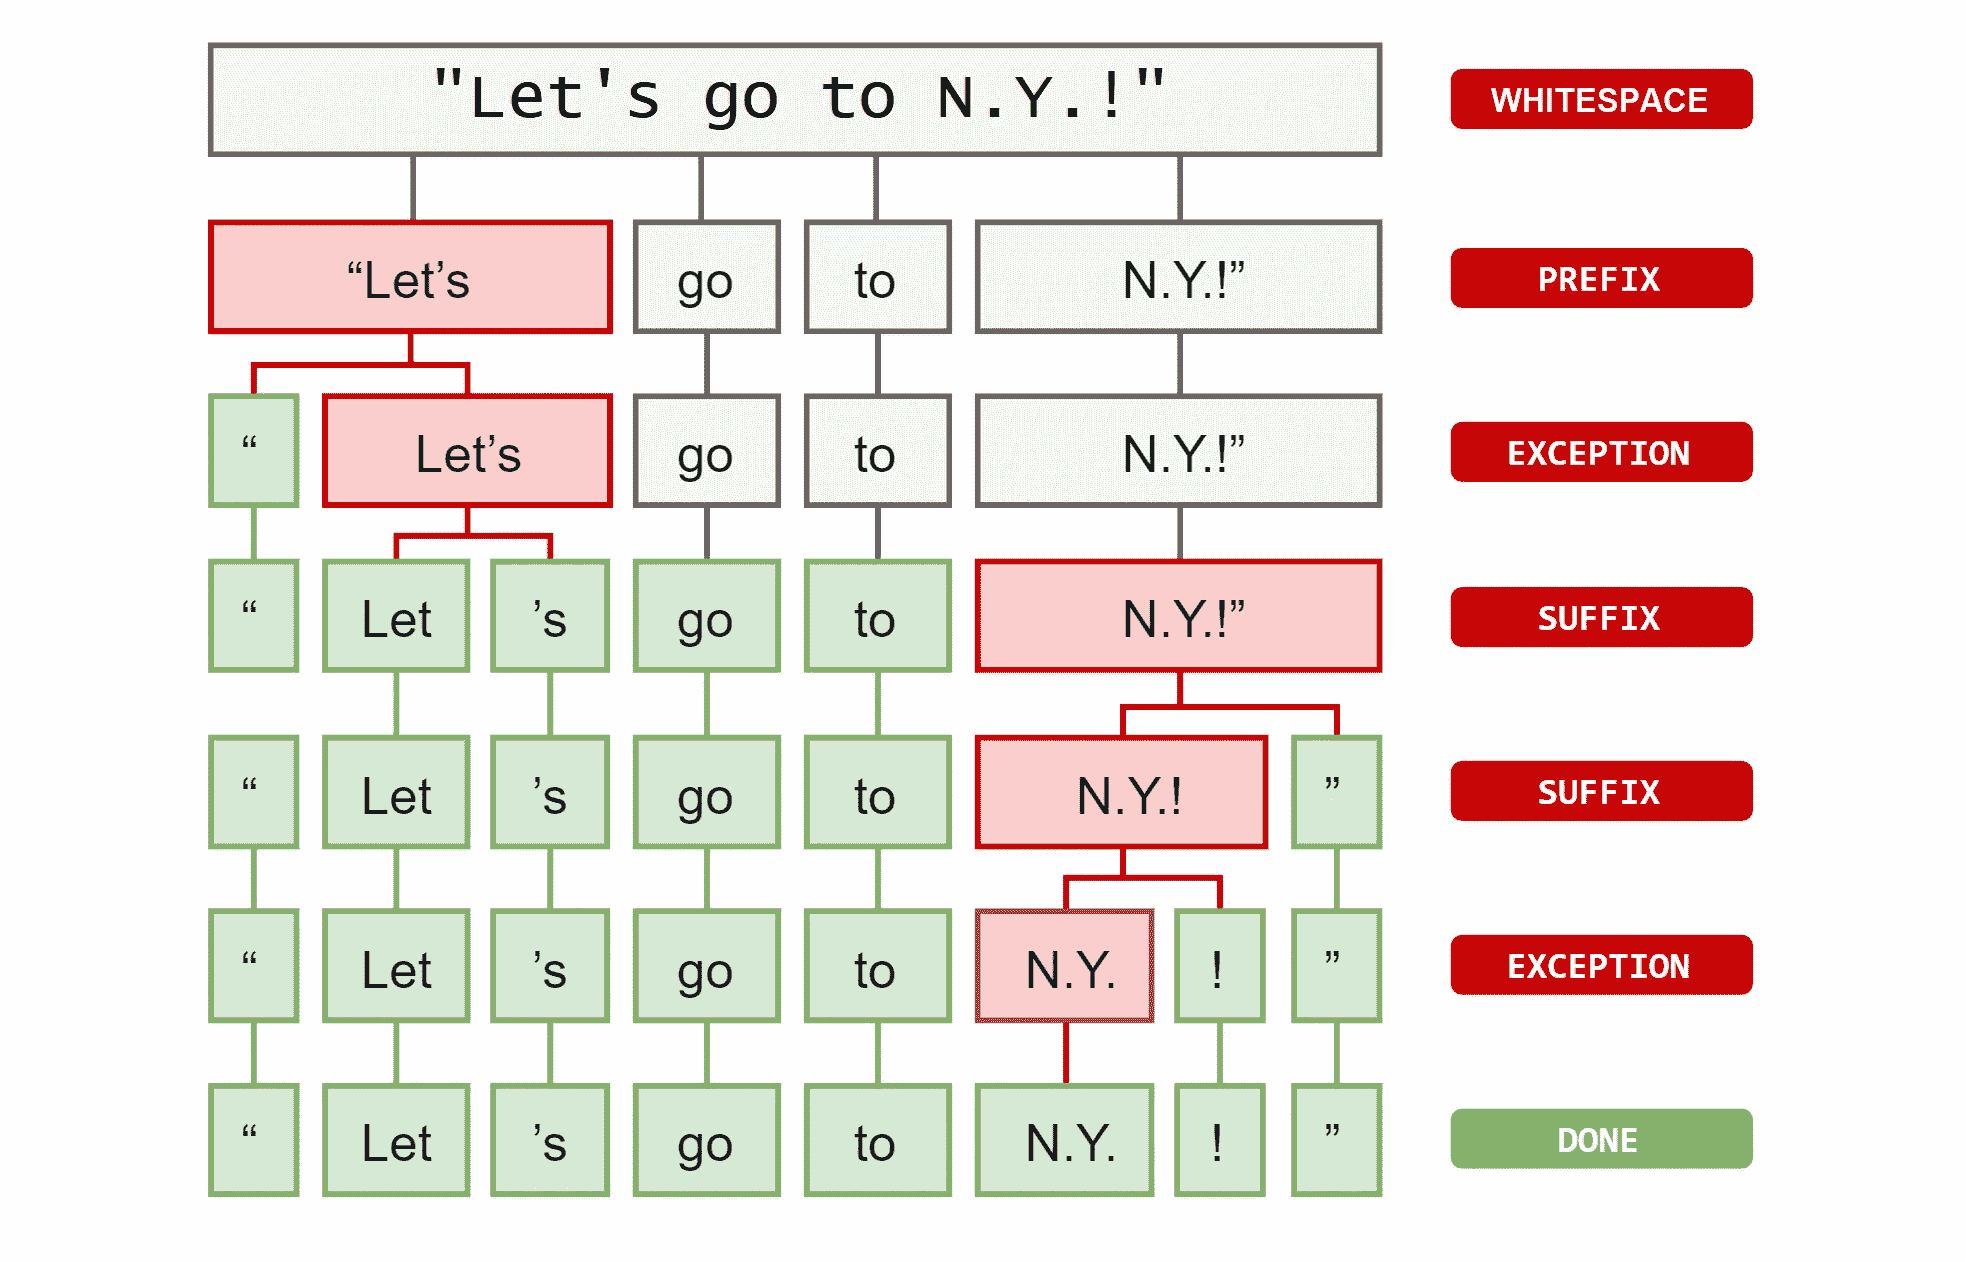 "Let's go to N.Y.!" WHITESPACE
“Let’s go to N.Y.!” PREFIX
“ Let’s go to N.Y.!” EXCEPTION
“ Let ’s go to N.Y.!” SUFFIX
“ Let ’s go to N.Y.! ” SUFFIX
“ Let ’s go to N.Y. ! ” EXCEPTION
“ Let ’s go to N.Y. ! ” DONE